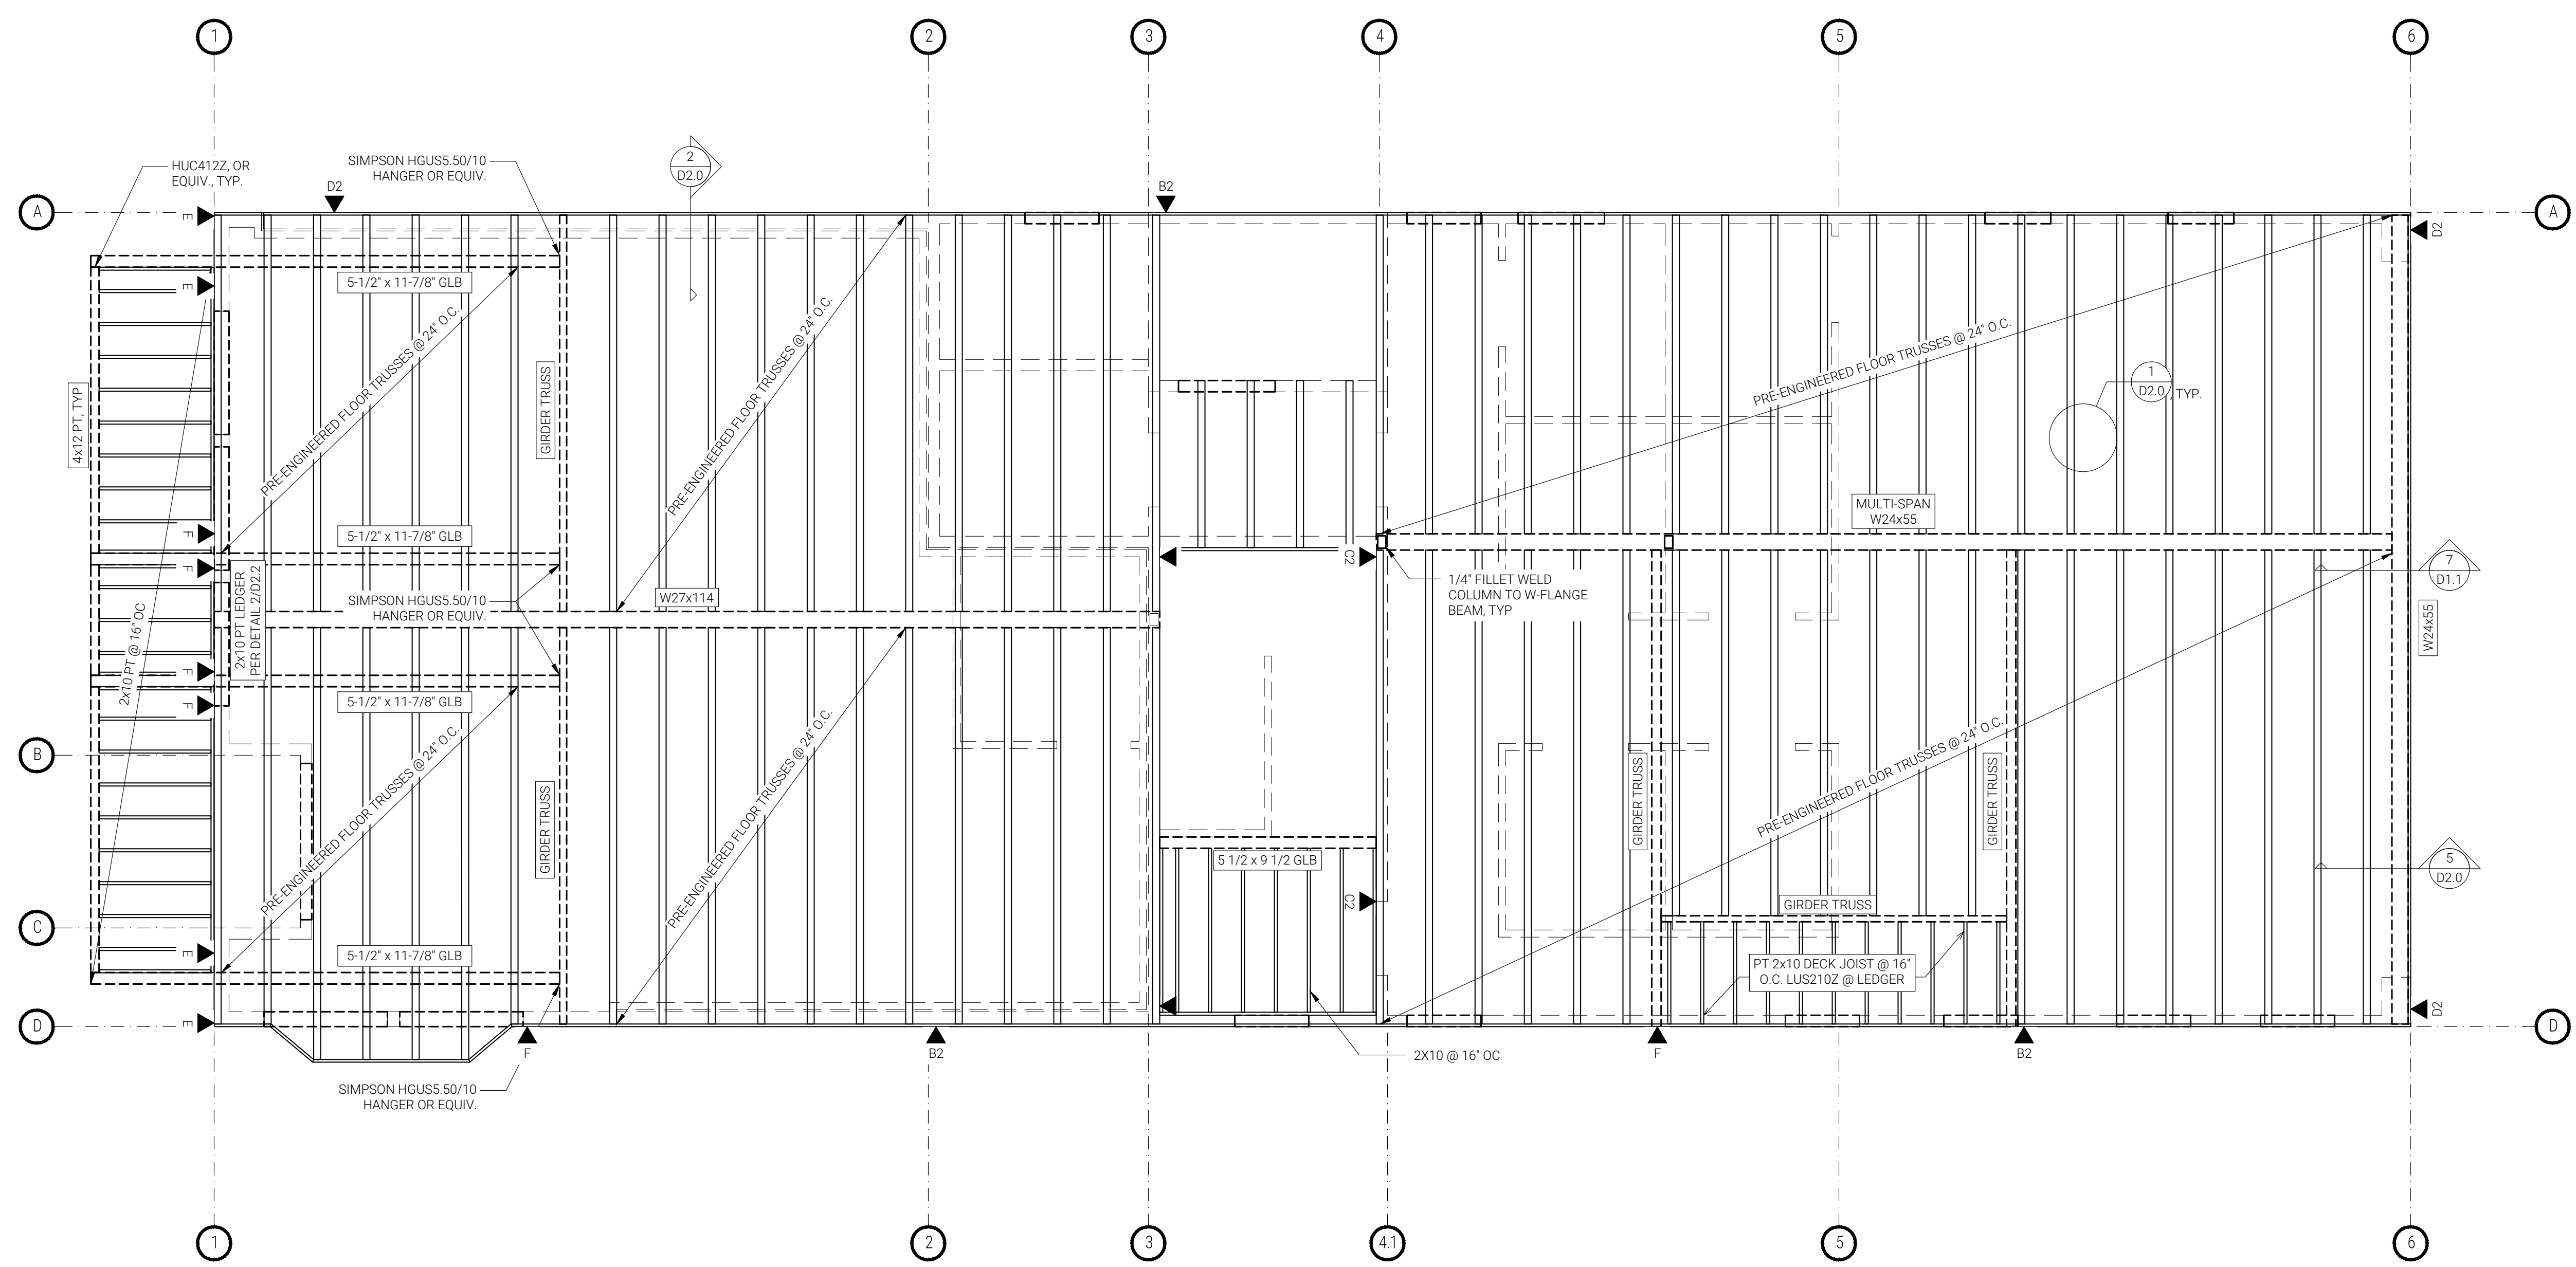 1
2
3
4
5
6
HUC412Z, OR
EQUIV., TYP.
SIMPSON HGUS5.50/10
HANGER OR EQUIV.
2
D2.0
D2
B2
A
A
E
D2
5-1/2" x 11-7/8" GLB
E
PRE-ENGINEERED FLOOR TRUSSES @ 24" O.C.
PRE-ENGINEERED FLOOR TRUSSES @ 24" O.C.
PRE-ENGINEERED FLOOR TRUSSES @ 24" O.C.
1
D2.0
, TYP.
4x12 PT, TYP
GIRDER TRUSS
MULTI-SPAN
W24x55
5-1/2" x 11-7/8" GLB
F
F
C2
7
D1.1
1/4" FILLET WELD
COLUMN TO W-FLANGE
BEAM, TYP
2x10 PT LEDGER
PER DETAIL 2/D2.2
SIMPSON HGUS5.50/10
HANGER OR EQUIV.
W27x114
W24x55
2x10 PT @ 16" OC
F
F
5-1/2" x 11-7/8" GLB
B
PRE-ENGINEERED FLOOR TRUSSES @ 24" O.C.
PRE-ENGINEERED FLOOR TRUSSES @ 24" O.C.
PRE-ENGINEERED FLOOR TRUSSES @ 24" O.C.
GIRDER TRUSS
GIRDER TRUSS
GIRDER TRUSS
5 1/2 x 9 1/2 GLB
5
D2.0
C2
GIRDER TRUSS
C
E
5-1/2" x 11-7/8" GLB
PT 2x10 DECK JOIST @ 16"
O.C. LUS210Z @ LEDGER
D2
D
E
D
F
B2
F
B2
2X10 @ 16" OC
SIMPSON HGUS5.50/10
HANGER OR EQUIV.
1
2
3
4.1
5
6